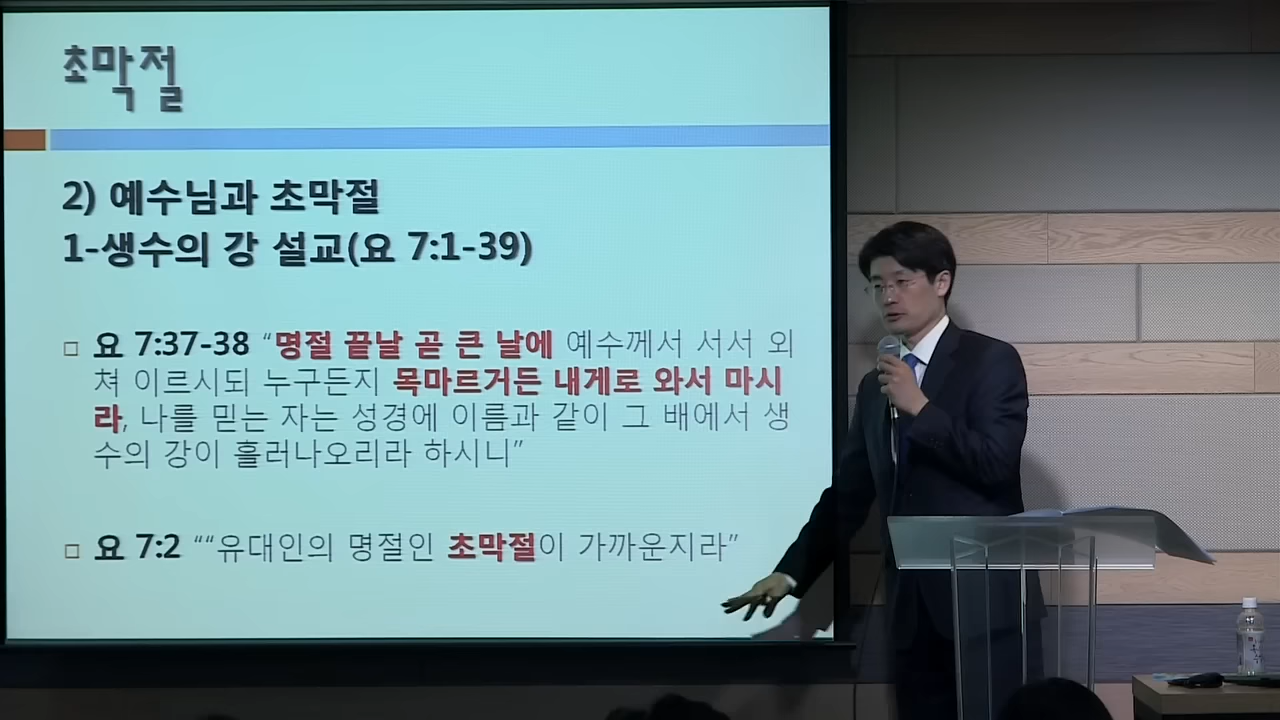 초막절
2) 예수님과 초막절
1-생수의 강 설교(요 7:1-39)
□ 요 7:37-38 “명절 끝날 곧 큰 날에 예수께서 서서 외
쳐 이르시되 누구든지 목마르거든 내게로 와서 마시
라, 나를 믿는 자는 성경에 이름과 같이 그 배에서 생
수의 강이 흘러나오리라 하시니”
□ 요 7:2 ““유대인의 명절인 초막절이 가까운지라”